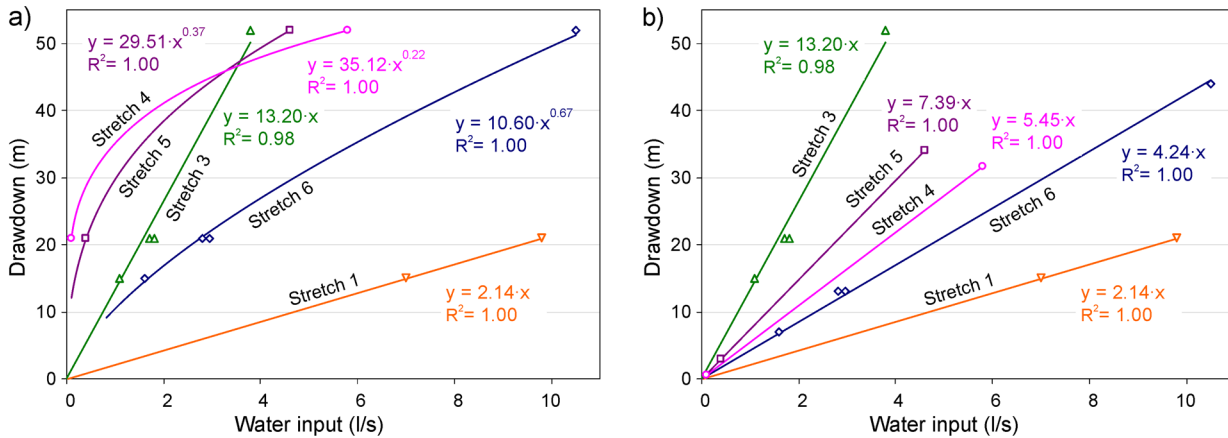 a)
Drawdown (m)
60
50
40
30
20
10
0
0 2 4 6 8 10
Water input (l/s)
y = 29.51·x^0.37
R²= 1.00
y = 35.12·x^0.22
R²= 1.00
y = 13.20·x
R²= 0.98
y = 10.60·x^0.67
R²= 1.00
y = 2.14·x
R²= 1.00
Stretch 4
Stretch 5
Stretch 3
Stretch 6
Stretch 1
b)
Drawdown (m)
50
40
30
20
10
0
0 2 4 6 8 10
Water input (l/s)
y = 13.20·x
R²= 0.98
y = 7.39·x
R²= 1.00
y = 5.45·x
R²= 1.00
y = 4.24·x
R²= 1.00
y = 2.14·x
R²= 1.00
Stretch 3
Stretch 5
Stretch 4
Stretch 6
Stretch 1